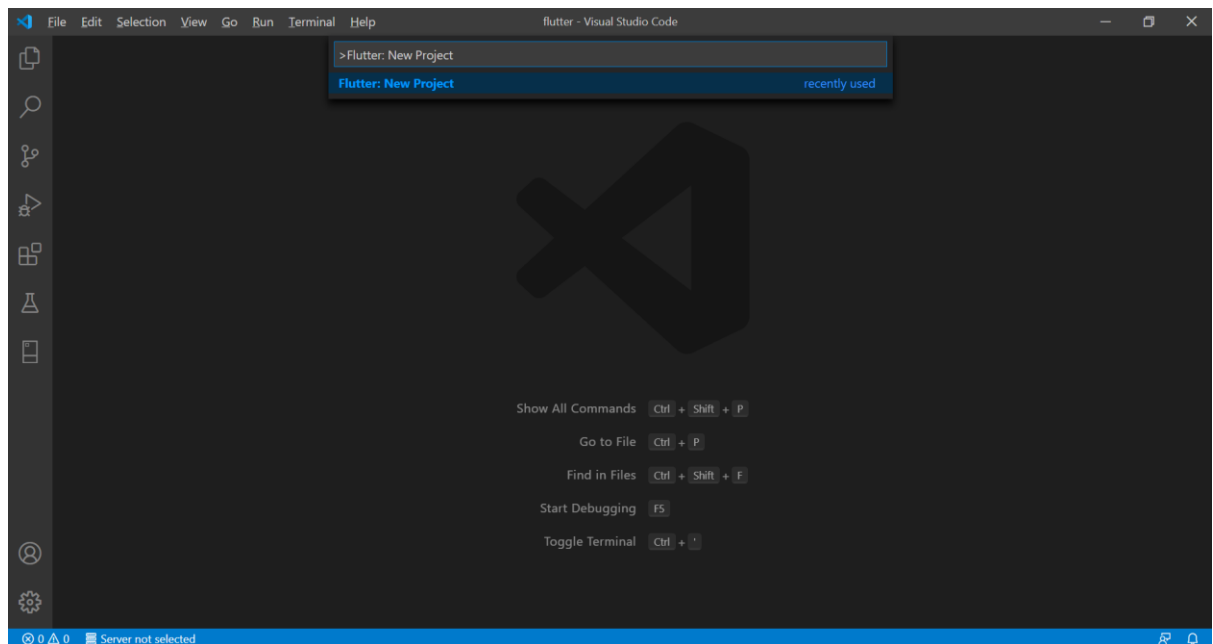 File Edit Selection View Go Run Terminal Help flutter - Visual Studio Code
>Flutter: New Project
Flutter: New Project recently used
Show All Commands Ctrl + Shift + P
Go to File Ctrl + P
Find in Files Ctrl + Shift + F
Start Debugging F5
Toggle Terminal Ctrl + '
0 0 Server not selected